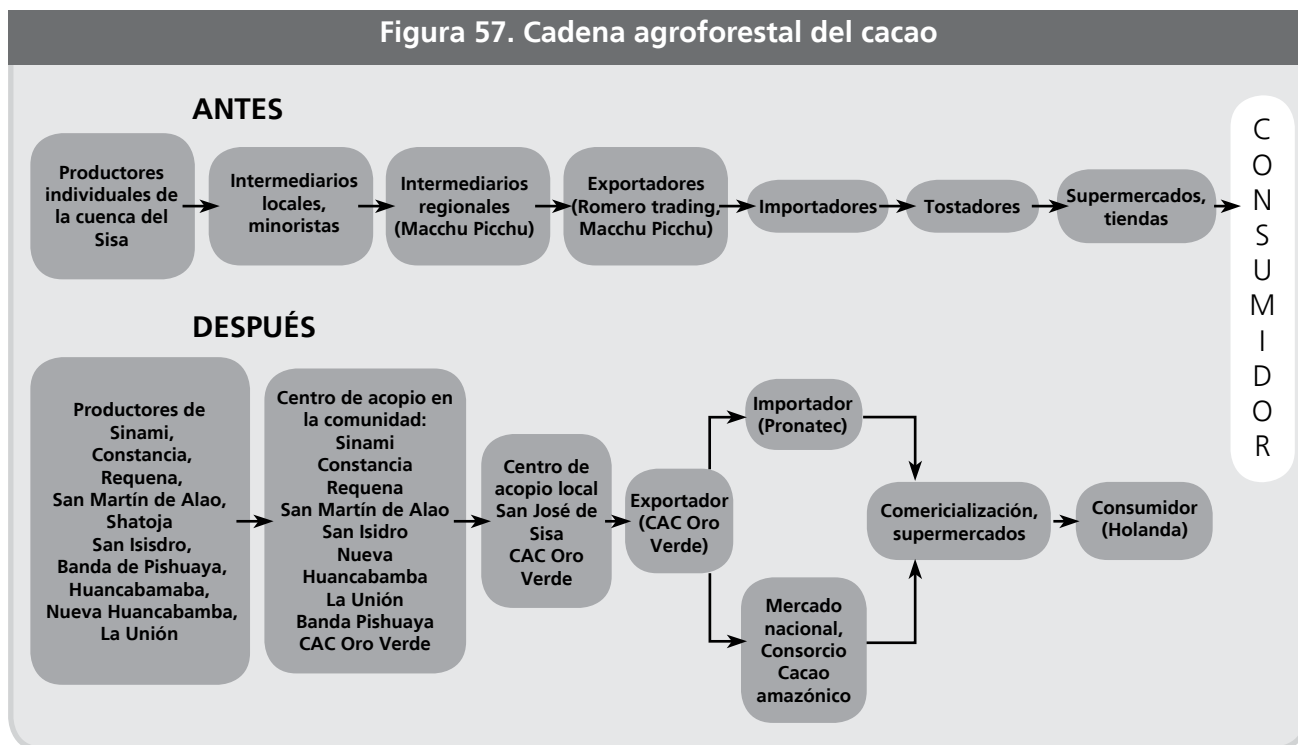 Figura 57. Cadena agroforestal del cacao
ANTES
Productores
individuales de
la cuenca del
Sisa
Intermediarios
locales,
minoristas
Intermediarios
regionales
(Macchu Picchu)
Exportadores
(Romero trading,
Macchu Picchu)
Importadores
Tostadores
Supermercados,
tiendas
C
O
N
S
U
M
I
D
O
R
DESPUÉS
Productores de
Sinami,
Constancia,
Requena,
San Martín de Alao,
Shatoja
San Isisdro,
Banda de Pishuaya,
Huancabamaba,
Nueva Huancabamba,
La Unión
Centro de acopio en
la comunidad:
Sinami
Constancia
Requena
San Martín de Alao
San Isidro
Nueva
Huancabamba
La Unión
Banda Pishuaya
CAC Oro Verde
Centro de
acopio local
San José de
Sisa
CAC Oro
Verde
Exportador
(CAC Oro
Verde)
Importador
(Pronatec)
Mercado
nacional,
Consorcio
Cacao
amazónico
Comericialización,
supermercados
Consumidor
(Holanda)